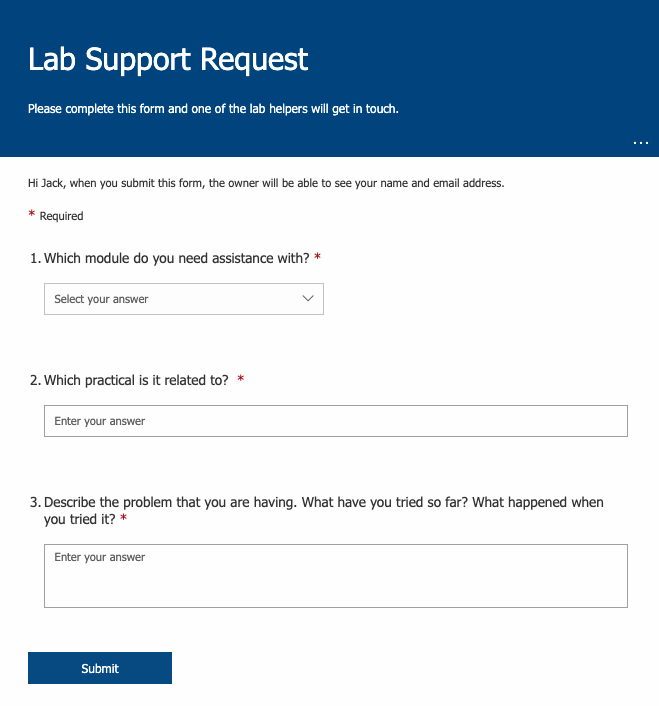 Lab Support Request
Please complete this form and one of the lab helpers will get in touch.
...
Hi Jack, when you submit this form, the owner will be able to see your name and email address.
* Required
1. Which module do you need assistance with? *
Select your answer
2. Which practical is it related to? *
Enter your answer
3. Describe the problem that you are having. What have you tried so far? What happened when
you tried it? *
Enter your answer
Submit